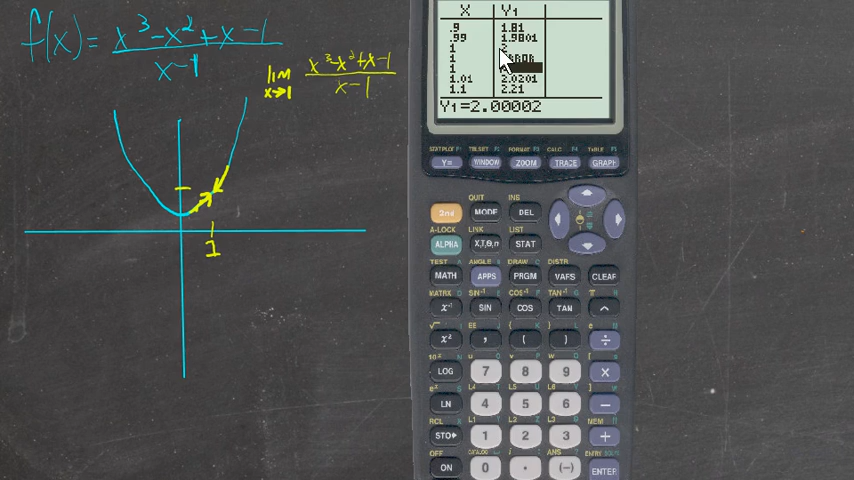 f(x) = x³-x²+x-1 / x-1
lim x→1 x³-x²+x-1 / x-1
1
X Y1
.9 1.81
.99 1.9801
1 2
1
1
1.01 2.0201
1.1 2.21
Y1=2.00002
STAT PLOT F1 TBLSET F2 FORMAT F3 CALC F4 TABLE F5
Y= WINDOW ZOOM TRACE GRAPH
QUIT INS
2nd MODE DEL
A-LOCK LINK LIST
ALPHA X,T,θ,n STAT
TEST A ANGLE B DRAW C DISTR
MATH APPS PRGM VARS CLEAR
MATRX D SIN⁻¹ E COS⁻¹ F TAN⁻¹ G π H
x⁻¹ SIN COS TAN ^
√ I EE J { K } L e M
x² , ( ) ÷
10ˣ N u O v P w Q [ R
LOG 7 8 9 ×
eˣ S L4 T L5 U L6 V ] W
LN 4 5 6 −
RCL X L1 Y L2 Z L3 θ MEM "
STO▸ 1 2 3 +
OFF CATALOG i : ANS ? ENTRY SOLVE
ON 0 . (−) ENTER